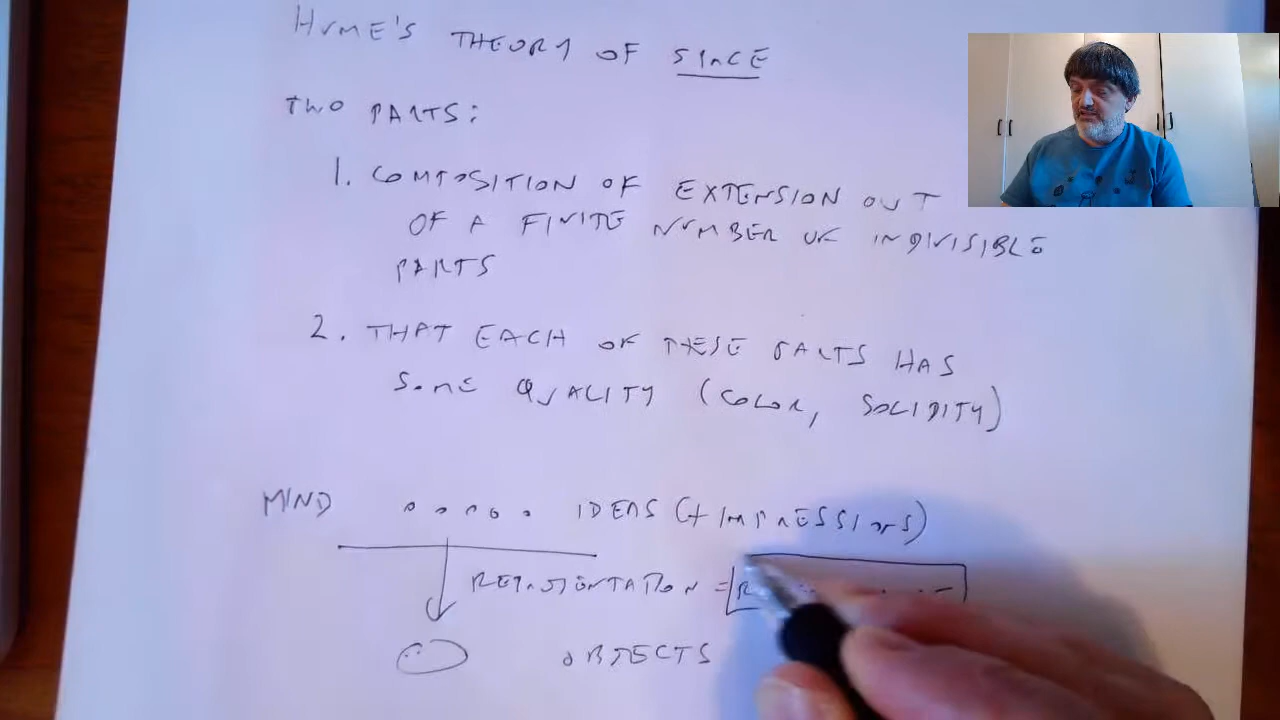 HUME'S THEORY OF SPACE
TWO PARTS:
1. COMPOSITION OF EXTENSION OUT
OF A FINITE NUMBER OF INDIVISIBLE
PARTS
2. THAT EACH OF THESE PARTS HAS
SOME QUALITY (COLOR, SOLIDITY)
MIND IDEAS (+ IMPRESSIONS)
REPRESENTATION =
OBJECTS